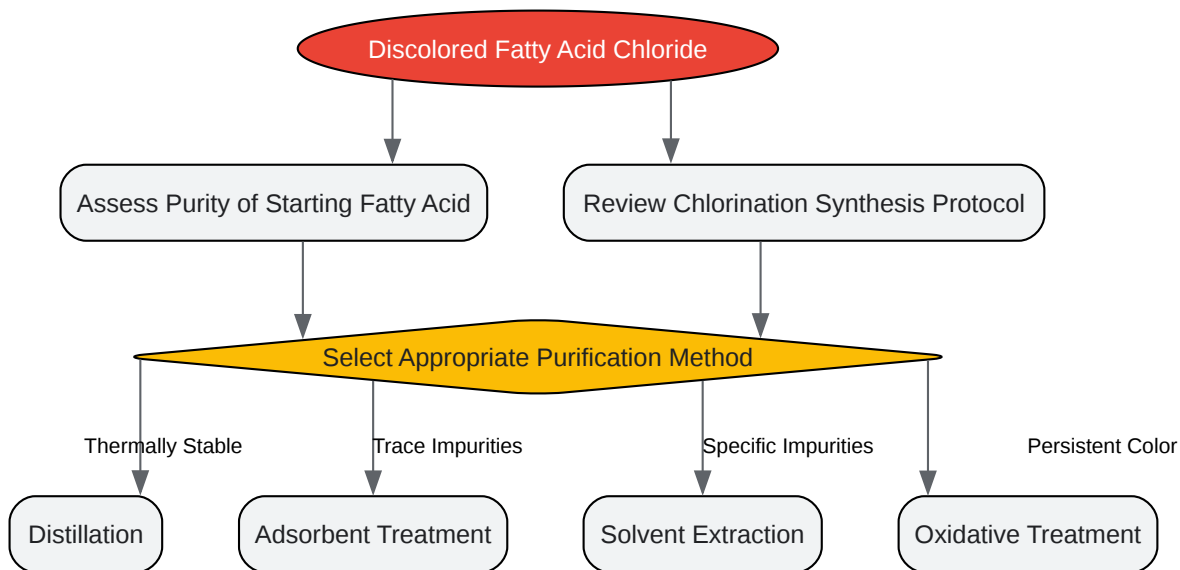 Discolored Fatty Acid Chloride
Assess Purity of Starting Fatty Acid
Review Chlorination Synthesis Protocol
Select Appropriate Purification Method
Thermally Stable
Trace Impurities
Specific Impurities
Persistent Color
Distillation
Adsorbent Treatment
Solvent Extraction
Oxidative Treatment